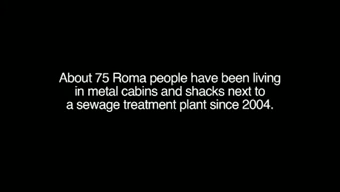 About 75 Roma people have been living
in metal cabins and shacks next to
a sewage treatment plant since 2004.